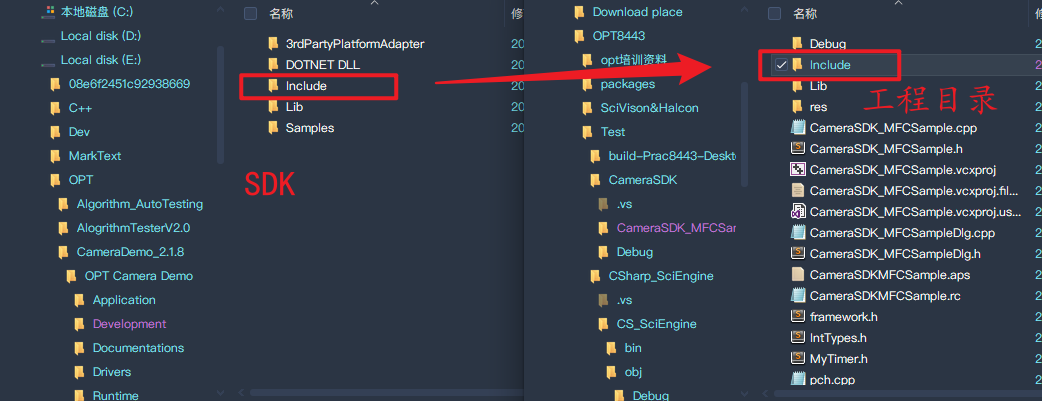 本地磁盘 (C:)
Local disk (D:)
Local disk (E:)
08e6f2451c92938669
C++
Dev
MarkText
OPT
Algorithm_AutoTesting
AlogrithmTesterV2.0
CameraDemo_2.1.8
OPT Camera Demo
Application
Development
Documentations
Drivers
Runtime
名称
修
3rdPartyPlatformAdapter
20
DOTNET DLL
20
Include
20
Lib
20
Samples
20
SDK
Download place
OPT8443
opt培训资料
packages
SciVison&Halcon
Test
build-Prac8443-Deskt
CameraSDK
.vs
CameraSDK_MFCSar
Debug
CSharp_SciEngine
.vs
CS_SciEngine
bin
obj
Debug
名称
修
Debug
Include
Lib
res
工程目录
CameraSDK_MFCSample.cpp
CameraSDK_MFCSample.h
CameraSDK_MFCSample.vcxproj
CameraSDK_MFCSample.vcxproj.fil...
CameraSDK_MFCSample.vcxproj.us...
CameraSDK_MFCSampleDlg.cpp
CameraSDK_MFCSampleDlg.h
CameraSDKMFCSample.aps
CameraSDKMFCSample.rc
framework.h
IntTypes.h
MyTimer.h
pch.cpp